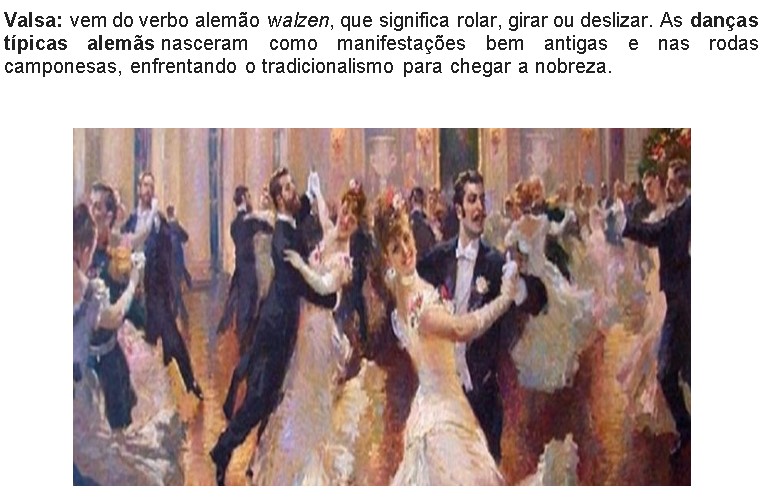 Valsa: vem do verbo alemão walzen, que significa rolar, girar ou deslizar. As danças
típicas alemãs nasceram como manifestações bem antigas e nas rodas
camponesas, enfrentando o tradicionalismo para chegar a nobreza.